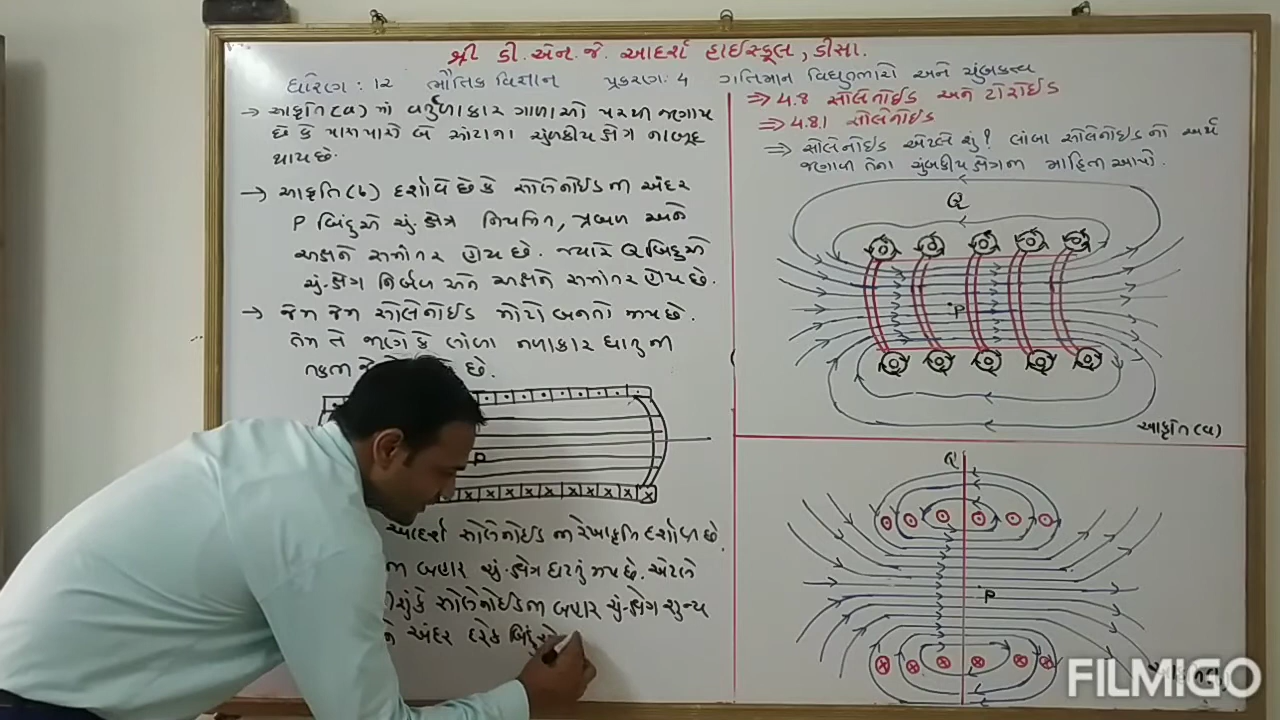 શ્રી ડી. એન. જે. આદર્શ હાઈસ્કૂલ, ડીસા.
ધોરણ: 12 ભૌતિક વિજ્ઞાન પ્રકરણ: 4 ગતિમાન વિદ્યુતભારો અને ચુંબકત્વ
→ આકૃતિ (a) માં વર્તુળાકાર ગાળાઓ પરથી જણાય
છે કે પાસપાસેના બે આંટાના ચુંબકીય ક્ષેત્ર નાબૂદ
થાય છે.
→ આકૃતિ (b) દર્શાવે છે કે સોલેનોઈડના અંદર
P બિંદુએ ચું. ક્ષેત્ર નિયમિત, પ્રબળ અને
અક્ષને સમાંતર હોય છે. જ્યારે Q બિંદુએ
ચું-ક્ષેત્ર નિર્બળ અને અક્ષને સમાંતર હોય છે.
→ જેમ જેમ સોલેનોઈડ મોટો બનતો જાય છે.
તેમ તે જાણે કે લાંબા નળાકાર ધાતુના
છે.
P
આદર્શ સોલેનોઈડ ના રેખાકૃતિ દર્શાવે છે.
બહાર ચું-ક્ષેત્ર ઘટતું જાય છે. એટલે
સોલેનોઈડના બહાર ચું-ક્ષેત્ર શુન્ય
અંદર દરેક બિંદુએ
⇒ 4.8 સોલેનોઈડ અને ટોરોઈડ
⇒ 4.8.1 સોલેનોઈડ
⇒ સોલેનોઈડ એટલે શું? લાંબા સોલેનોઈડનો અર્થ
જણાવી તેના ચુંબકીય ક્ષેત્રના માહિતી આપો.
Q
P
આકૃતિ (a)
Q
P
FILMIGO